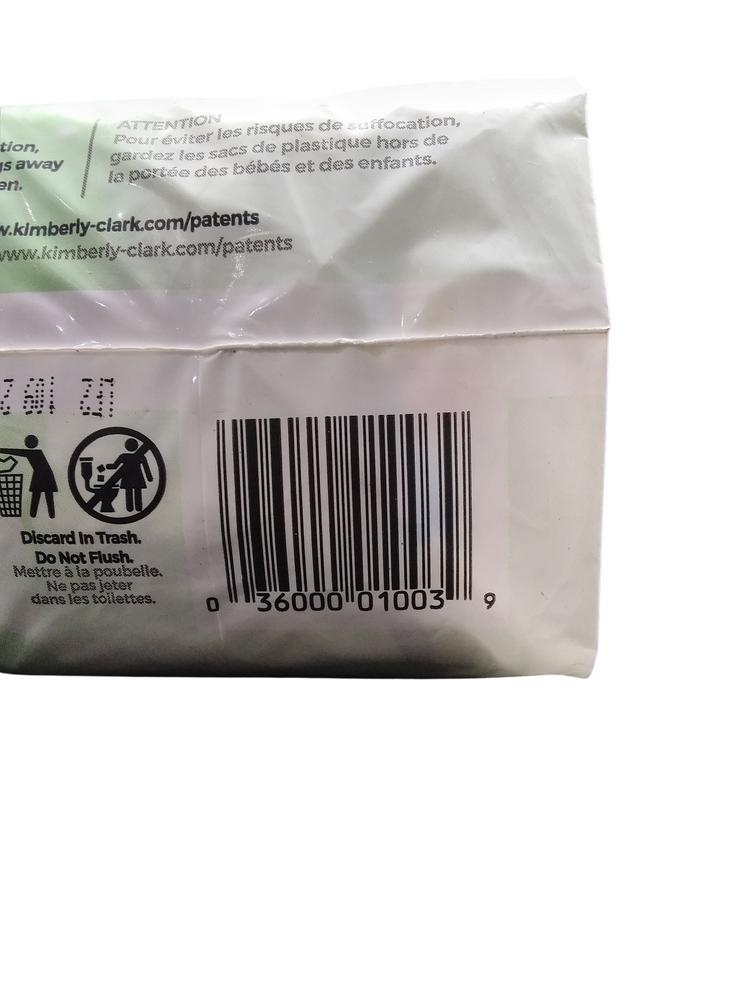 ATTENTION
Pour éviter les risques de suffocation,
gardez les sacs de plastique hors de
la portée des bébés et des enfants.
tion,
gs away
en.
w.kimberly-clark.com/patents
www.kimberly-clark.com/patents
Discard In Trash.
Do Not Flush.
Mettre à la poubelle.
Ne pas jeter
dans les toilettes.
0 36000 01003 9